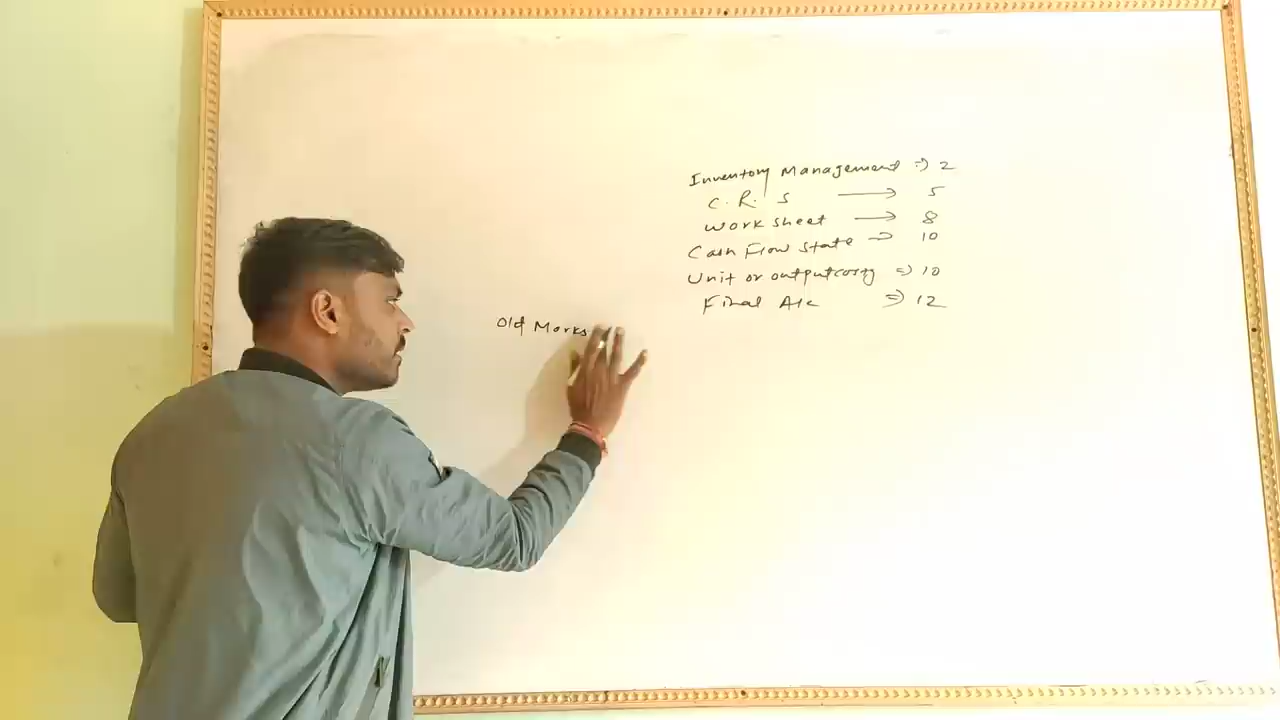 Inventory Management => 2
C. R. S → 5
Work sheet → 8
Cash Flow State → 10
Unit or output costg => 10
Final A/c => 12
Old Marks